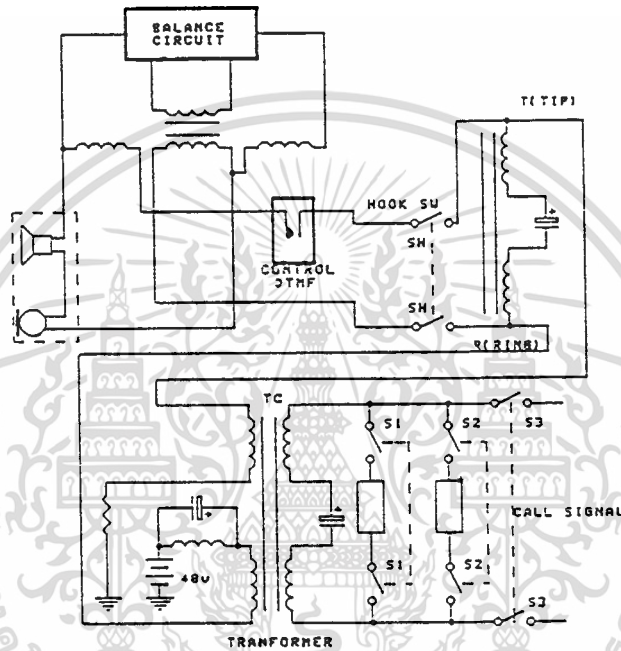 BALANCE
CIRCUIT
T(TIP)
HOOK SW
SH
CONTROL
DTMF
SH
R(RING)
TC
S1
S2
S3
CALL SIGNAL
48v
S1
S2
S3
TRANFORMER